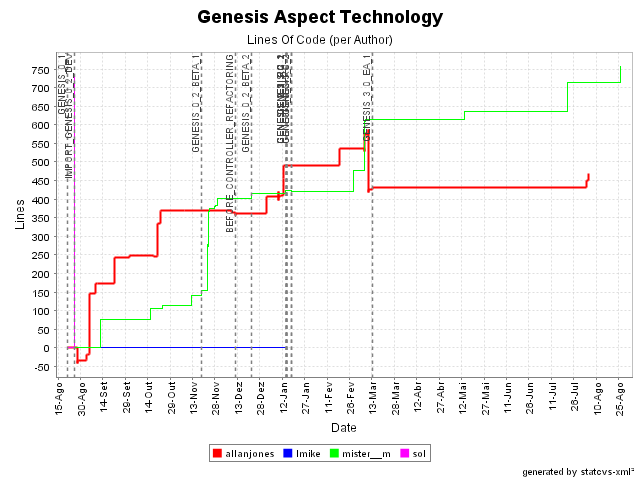 Genesis Aspect Technology
Lines Of Code (per Author)
Lines
750
700
650
600
550
500
450
400
350
300
250
200
150
100
50
0
-50
GENESIS_0_1
IMPORT_GENESIS_0_2_DEV
GENESIS_0_2_BETA_1
BEFORE_CONTROLLER_REFACTORING
GENESIS_0_2_BETA_2
GENESIS_3_0_EA_1
15-Ago
30-Ago
14-Set
29-Set
14-Out
29-Out
13-Nov
28-Nov
13-Dez
28-Dez
12-Jan
27-Jan
11-Fev
26-Fev
13-Mar
28-Mar
12-Abr
27-Abr
12-Mai
27-Mai
11-Jun
26-Jun
11-Jul
26-Jul
10-Ago
25-Ago
Date
allanjones
lmike
mister__m
sol
generated by statcvs-xml²